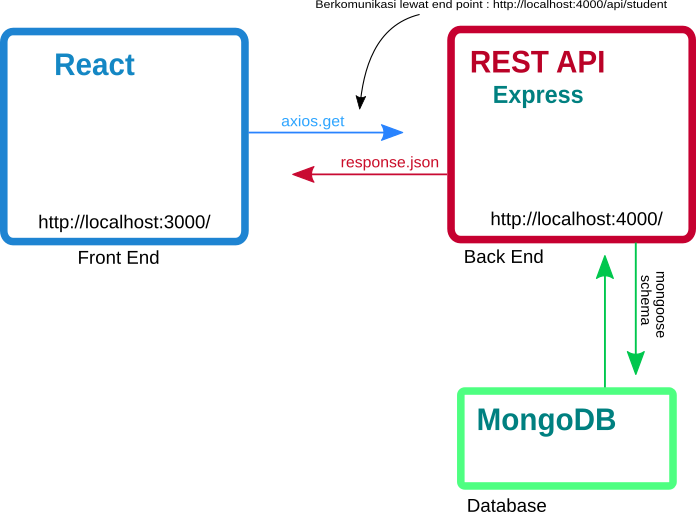 Berkomunikasi lewat end point : http://localhost:4000/api/student
React
REST API
Express
axios.get
response.json
http://localhost:3000/
http://localhost:4000/
Front End
Back End
mongoose
schema
MongoDB
Database